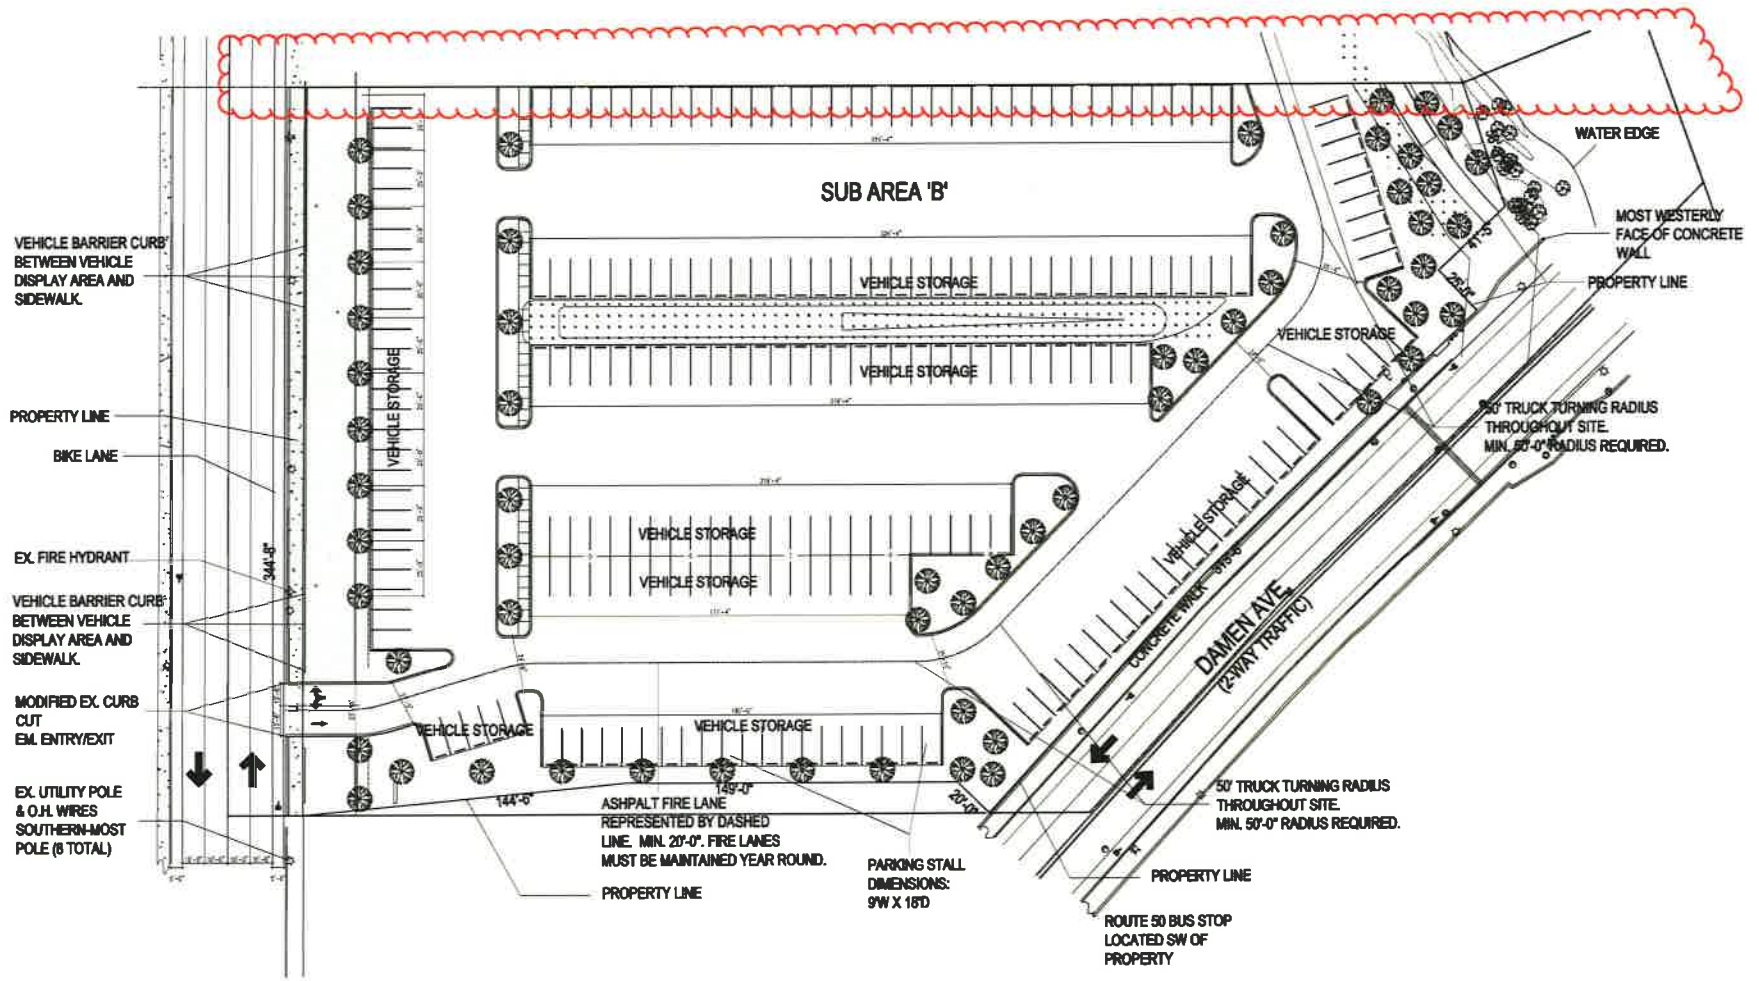 WATER EDGE
SUB AREA 'B'
MOST WESTERLY
FACE OF CONCRETE
WALL
41'-5"
PROPERTY LINE
25'-0"
VEHICLE BARRIER CURB
BETWEEN VEHICLE
DISPLAY AREA AND
SIDEWALK.
VEHICLE STORAGE
VEHICLE STORAGE
VEHICLE STORAGE
VEHICLE STORAGE
PROPERTY LINE
BIKE LANE
50' TRUCK TURNING RADIUS
THROUGHOUT SITE.
MIN. 50'-0" RADIUS REQUIRED.
VEHICLE STORAGE
VEHICLE STORAGE
VEHICLE STORAGE
EX. FIRE HYDRANT
344'-8"
CONCRETE WALK
DAMEN AVE.
(2-WAY TRAFFIC)
VEHICLE BARRIER CURB
BETWEEN VEHICLE
DISPLAY AREA AND
SIDEWALK.
MODIFIED EX. CURB
CUT
EM. ENTRY/EXIT
VEHICLE STORAGE
VEHICLE STORAGE
EX. UTILITY POLE
& O.H. WIRES
SOUTHERN-MOST
POLE (6 TOTAL)
144'-6"
149'-0"
20'-0"
ASHPALT FIRE LANE
REPRESENTED BY DASHED
LINE. MIN. 20'-0". FIRE LANES
MUST BE MAINTAINED YEAR ROUND.
50' TRUCK TURNING RADIUS
THROUGHOUT SITE.
MIN. 50'-0" RADIUS REQUIRED.
PARKING STALL
DIMENSIONS:
9'W X 18'D
PROPERTY LINE
PROPERTY LINE
ROUTE 50 BUS STOP
LOCATED SW OF
PROPERTY